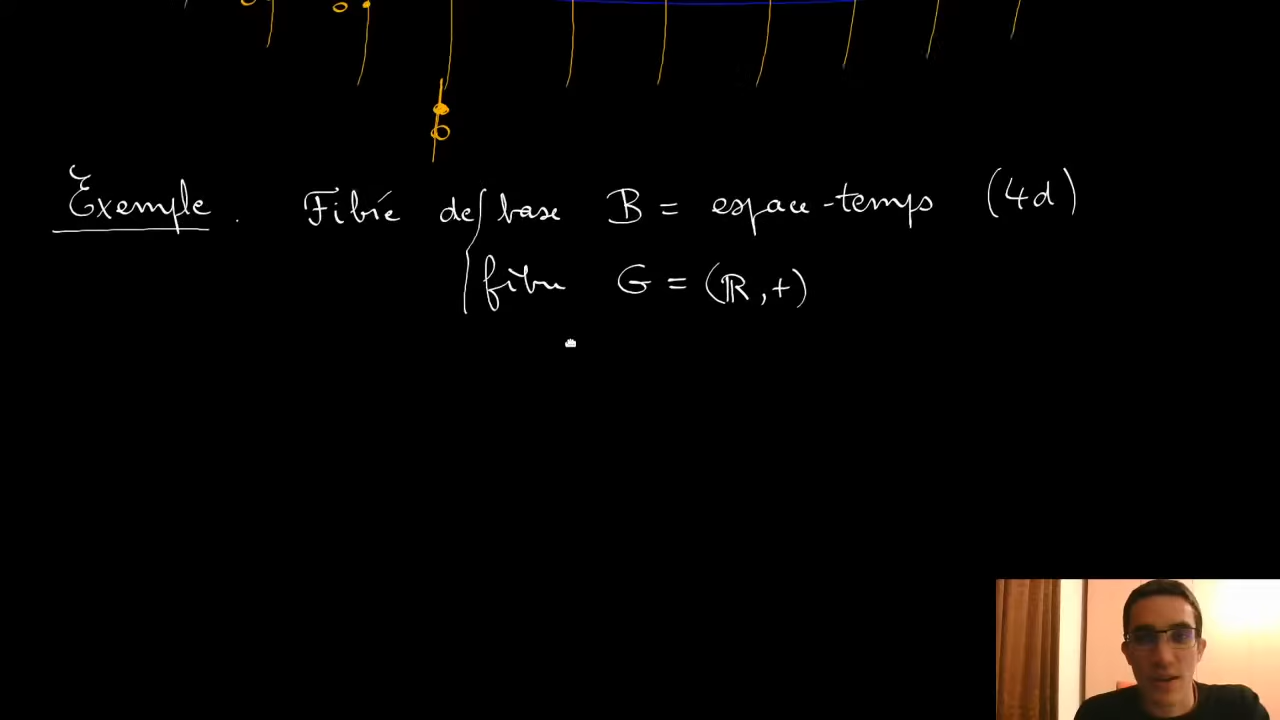 Exemple. Fibré de base B = espace-temps (4d)
fibre G = (ℝ, +)